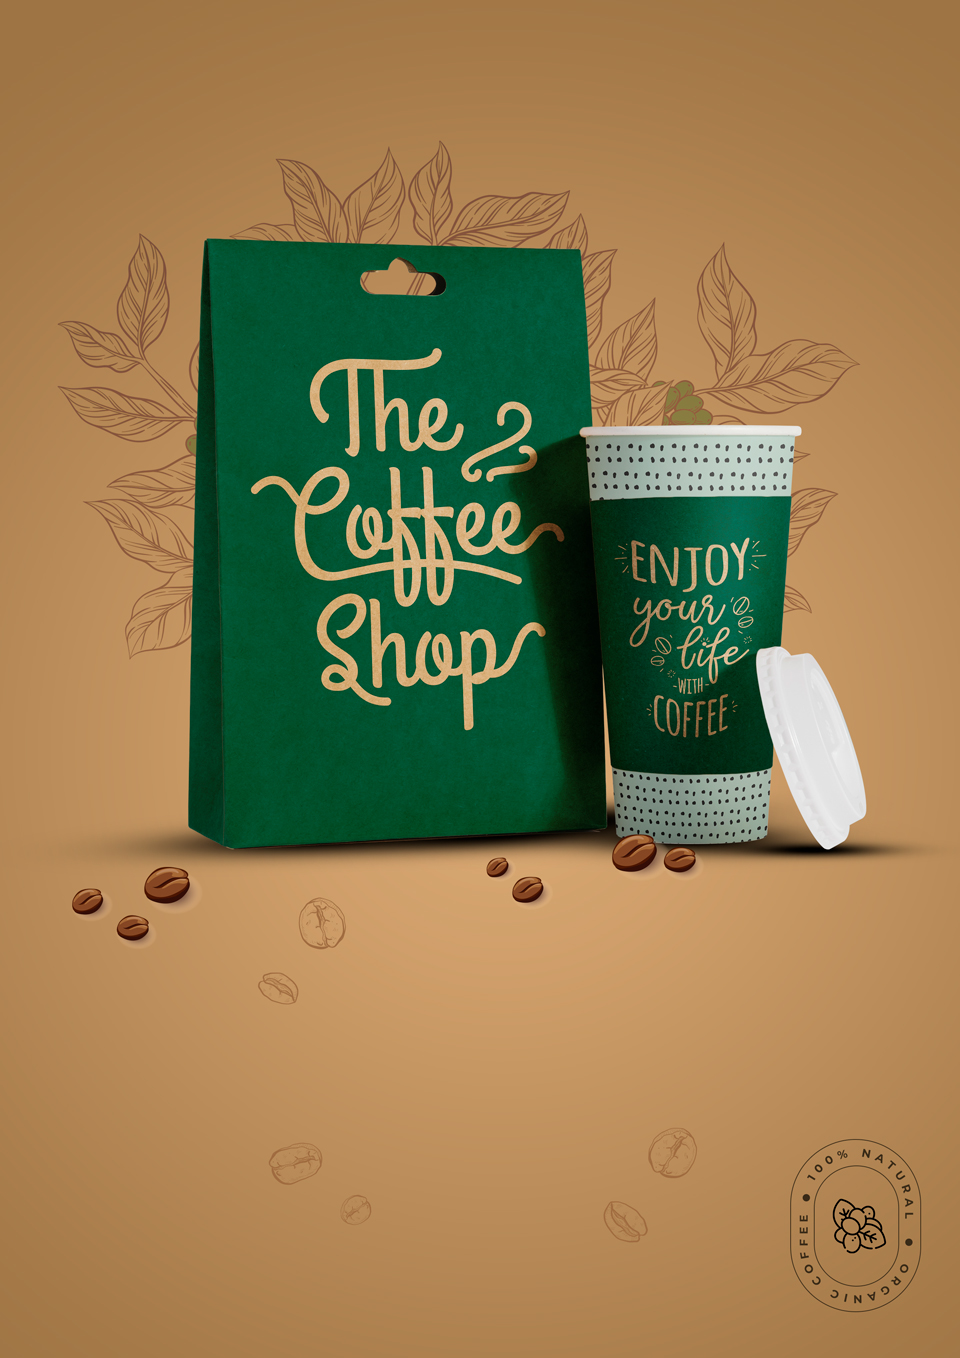 The
Coffee
Shop
ENJOY
your
life
-WITH-
COFFEE
100% NATURAL • ORGANIC COFFEE •